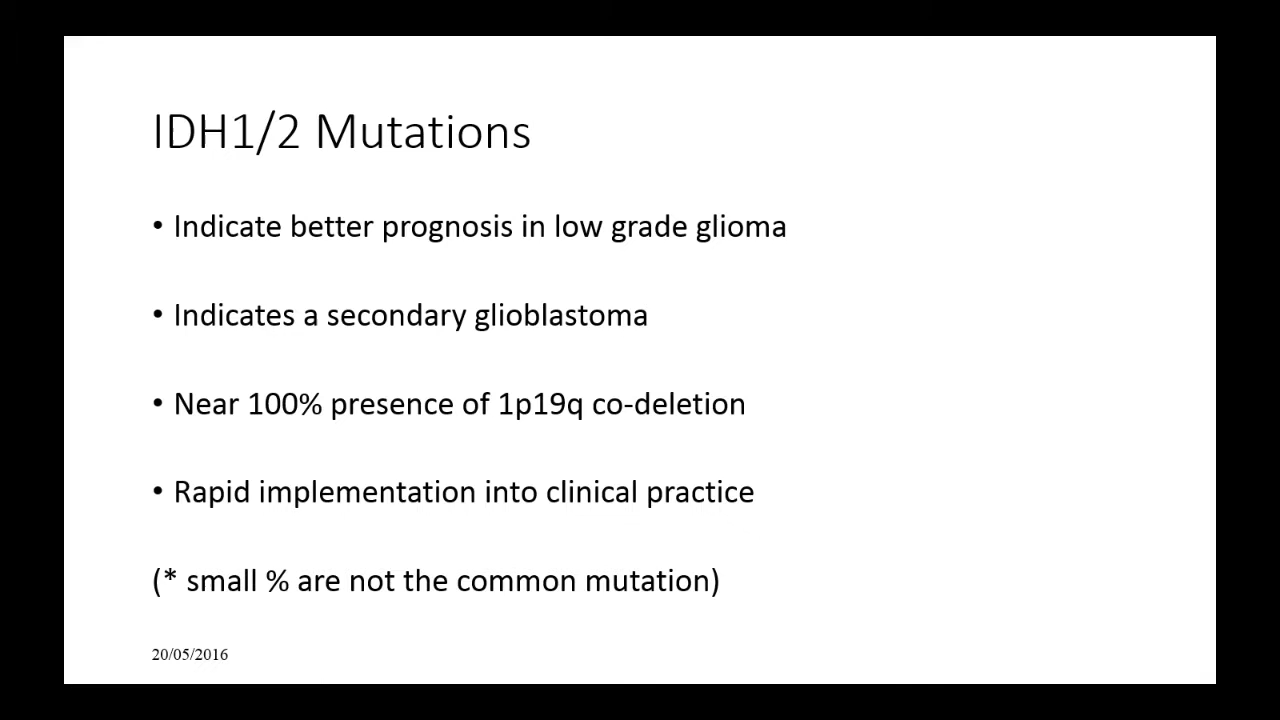 IDH1/2 Mutations
• Indicate better prognosis in low grade glioma
• Indicates a secondary glioblastoma
• Near 100% presence of 1p19q co-deletion
• Rapid implementation into clinical practice
(* small % are not the common mutation)
20/05/2016